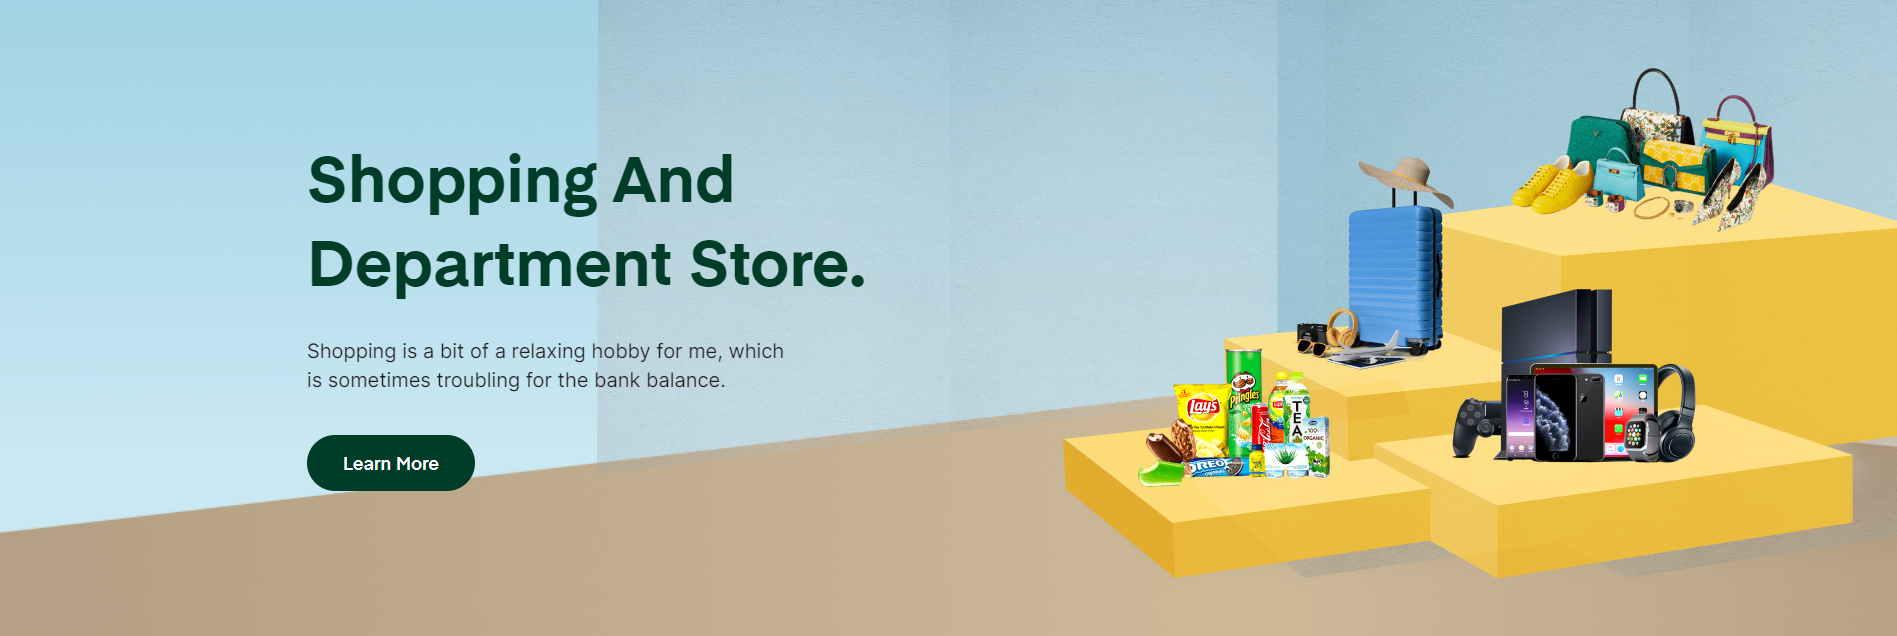 Shopping And
Department Store.
Shopping is a bit of a relaxing hobby for me, which
is sometimes troubling for the bank balance.
Learn More
Lay's
Pringles
TEA
100%
ORGANIC
OREO